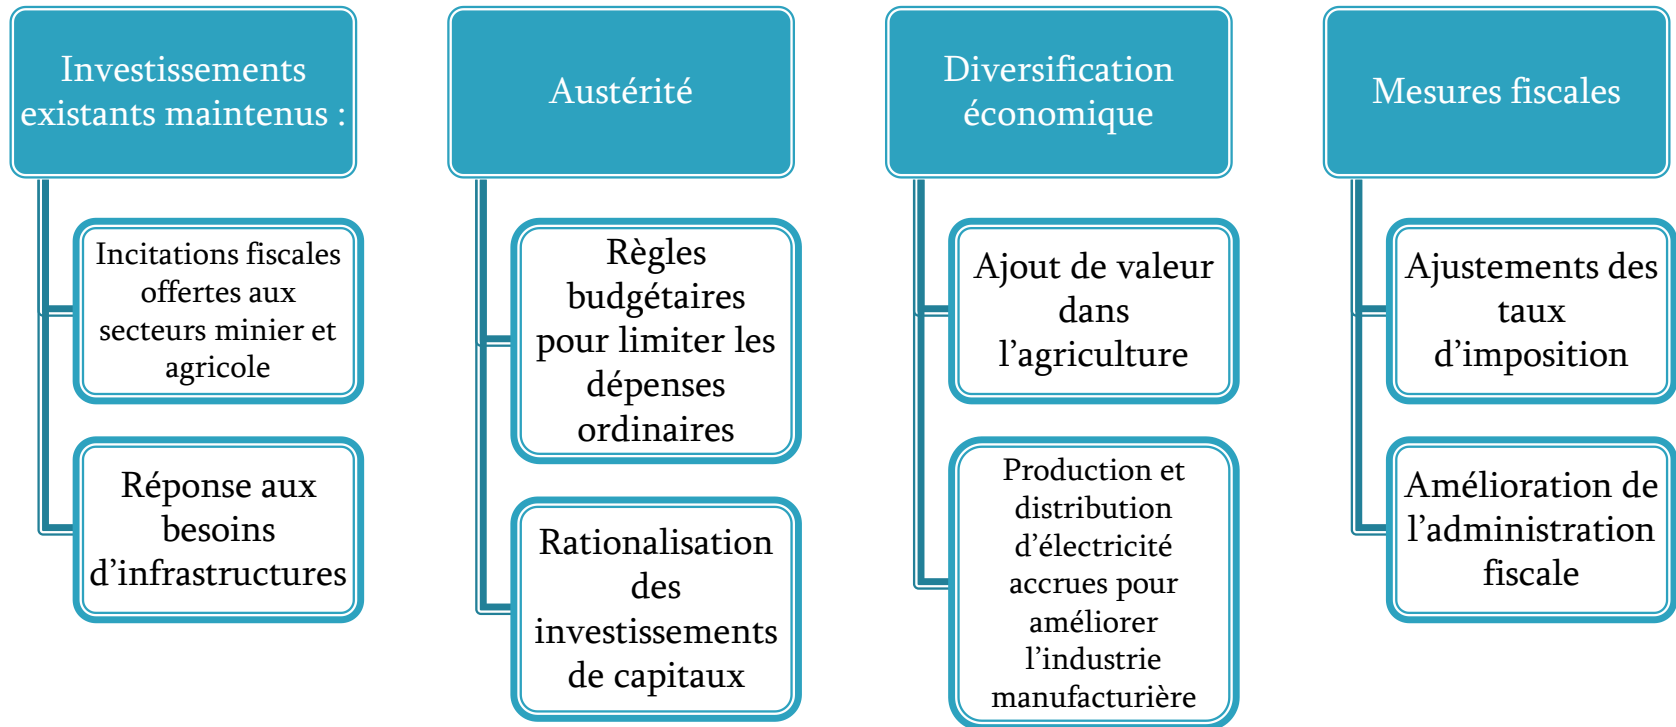 Investissements
existants maintenus :
Incitations fiscales
offertes aux
secteurs minier et
agricole
Réponse aux
besoins
d’infrastructures
Austérité
Règles
budgétaires
pour limiter les
dépenses
ordinaires
Rationalisation
des
investissements
de capitaux
Diversification
économique
Ajout de valeur
dans
l’agriculture
Production et
distribution
d’électricité
accrues pour
améliorer
l’industrie
manufacturière
Mesures fiscales
Ajustements des
taux
d’imposition
Amélioration de
l’administration
fiscale